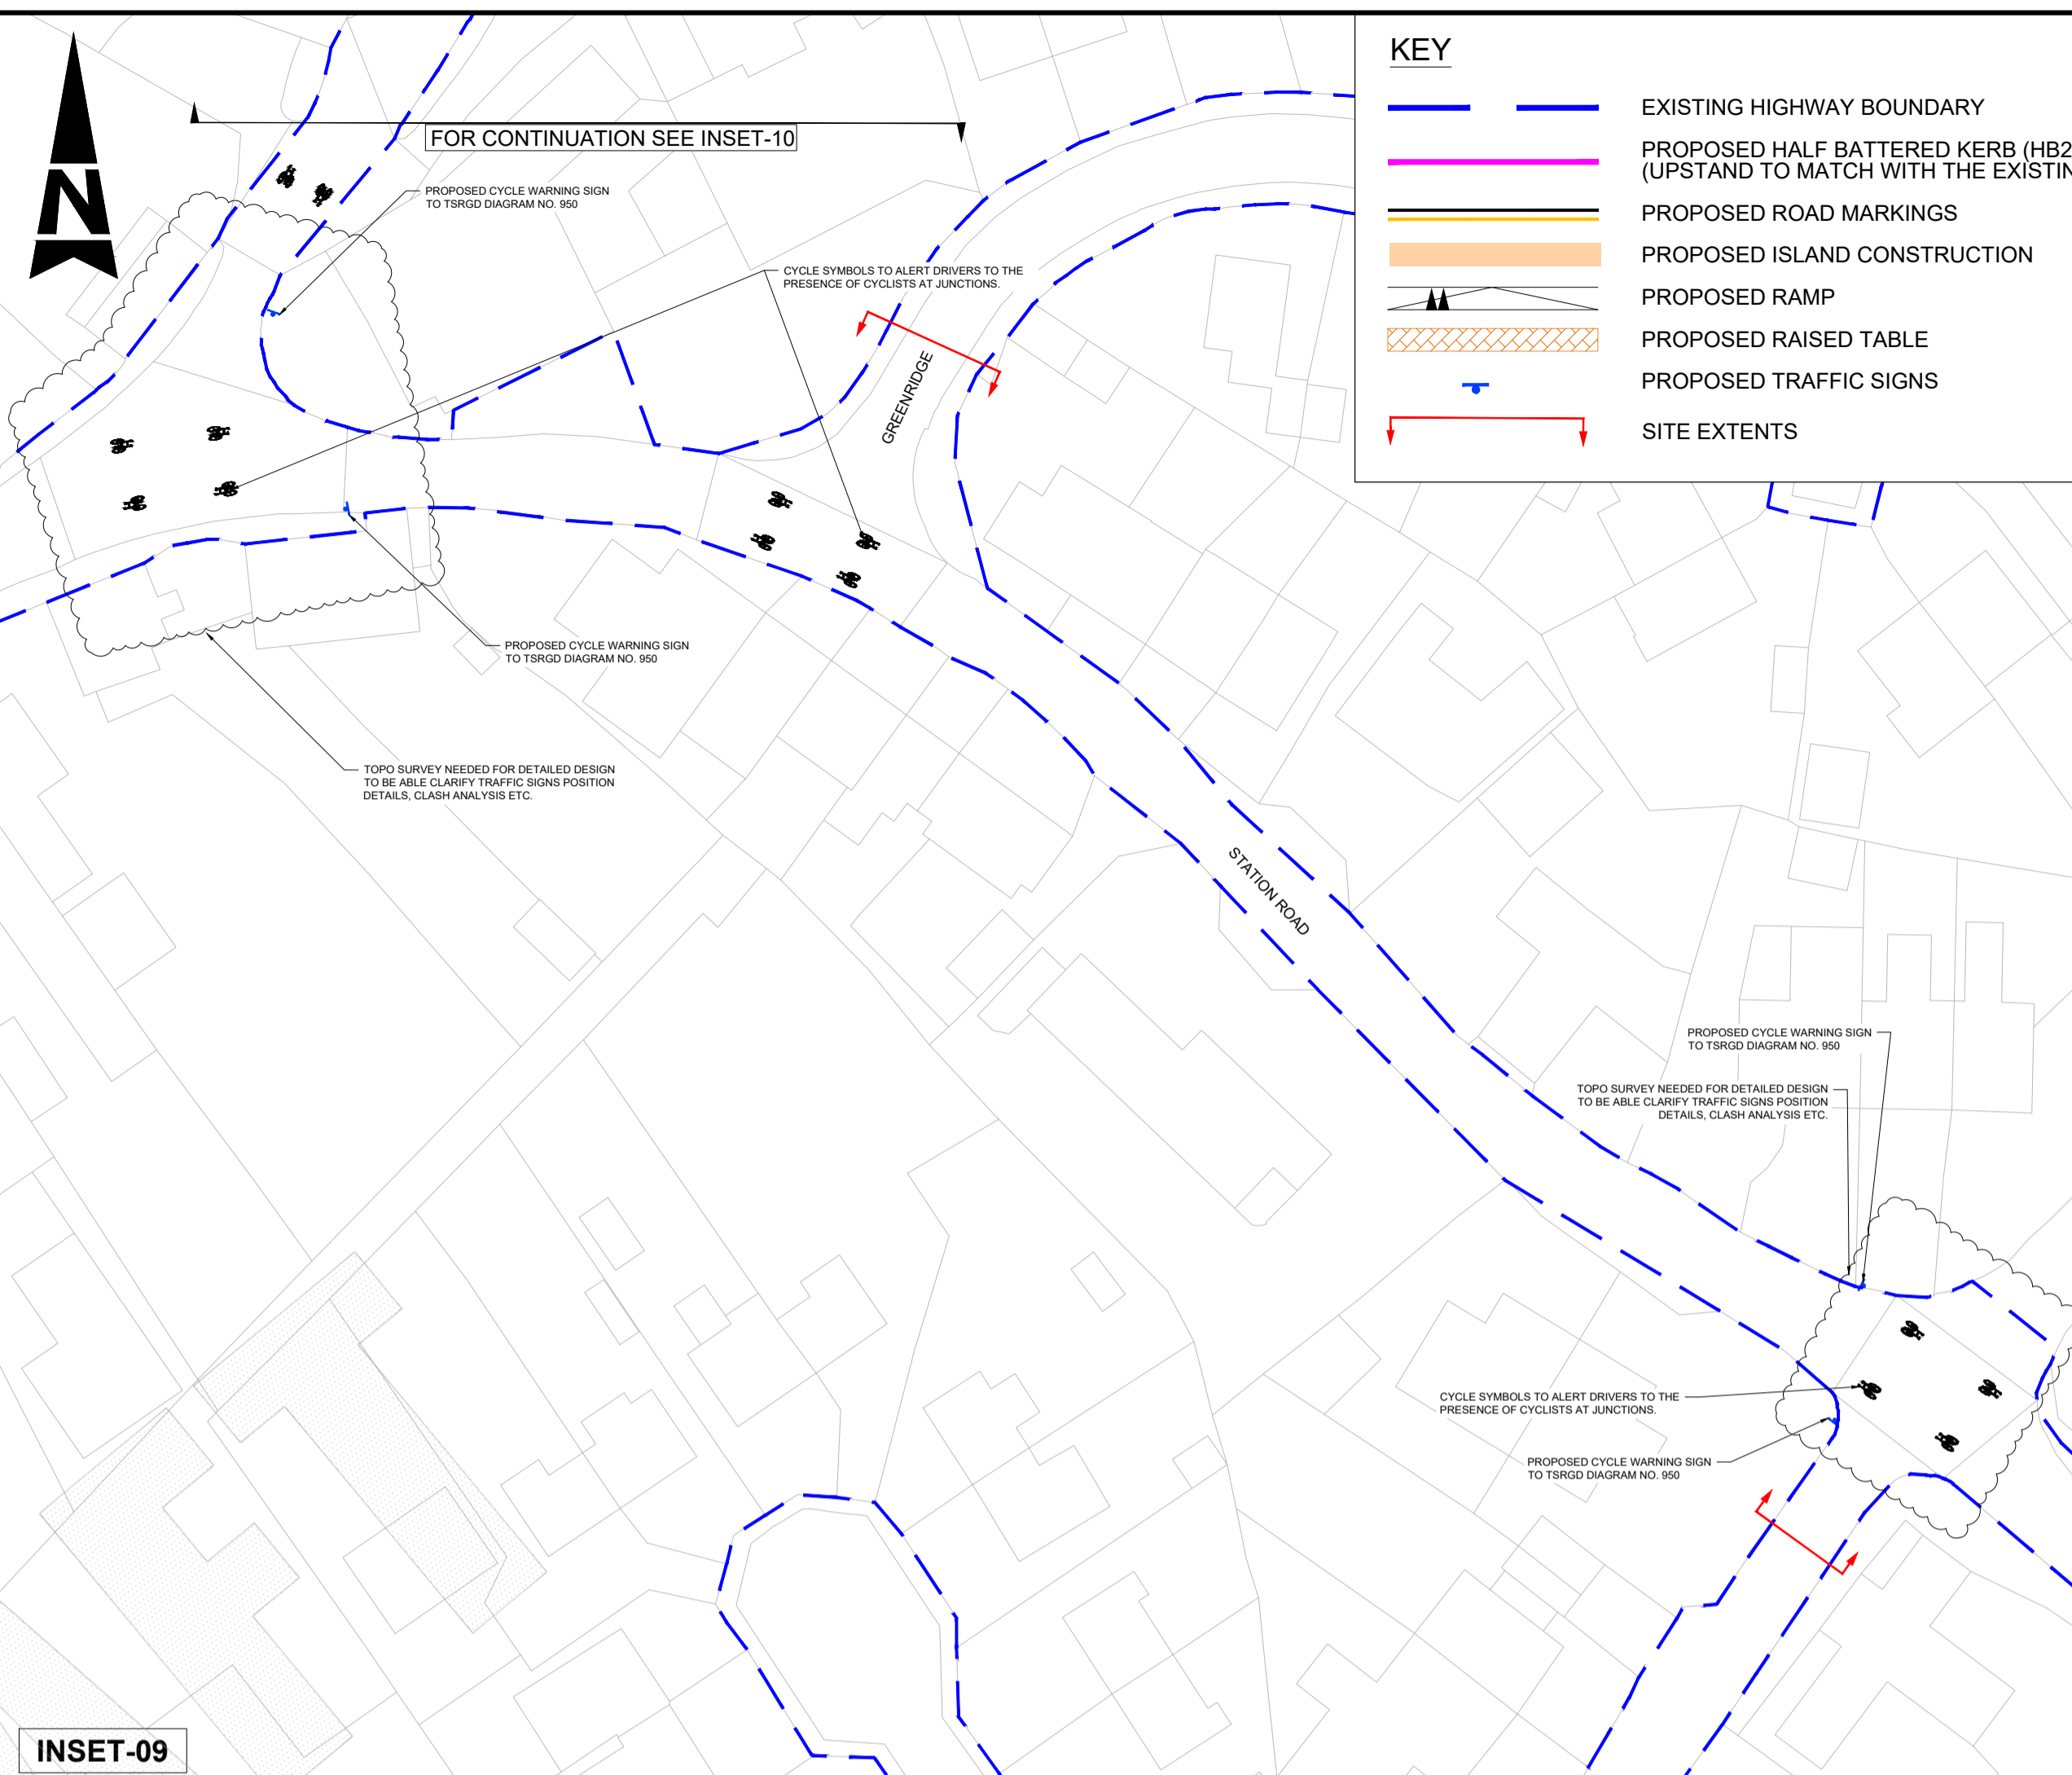 KEY
EXISTING HIGHWAY BOUNDARY
PROPOSED HALF BATTERED KERB (HB2
(UPSTAND TO MATCH WITH THE EXISTIN
PROPOSED ROAD MARKINGS
PROPOSED ISLAND CONSTRUCTION
PROPOSED RAMP
PROPOSED RAISED TABLE
PROPOSED TRAFFIC SIGNS
SITE EXTENTS
N
FOR CONTINUATION SEE INSET-10
PROPOSED CYCLE WARNING SIGN
TO TSRGD DIAGRAM NO. 950
CYCLE SYMBOLS TO ALERT DRIVERS TO THE
PRESENCE OF CYCLISTS AT JUNCTIONS.
GREENRIDGE
PROPOSED CYCLE WARNING SIGN
TO TSRGD DIAGRAM NO. 950
TOPO SURVEY NEEDED FOR DETAILED DESIGN
TO BE ABLE CLARIFY TRAFFIC SIGNS POSITION
DETAILS, CLASH ANALYSIS ETC.
STATION ROAD
PROPOSED CYCLE WARNING SIGN
TO TSRGD DIAGRAM NO. 950
TOPO SURVEY NEEDED FOR DETAILED DESIGN
TO BE ABLE CLARIFY TRAFFIC SIGNS POSITION
DETAILS, CLASH ANALYSIS ETC.
CYCLE SYMBOLS TO ALERT DRIVERS TO THE
PRESENCE OF CYCLISTS AT JUNCTIONS.
PROPOSED CYCLE WARNING SIGN
TO TSRGD DIAGRAM NO. 950
INSET-09